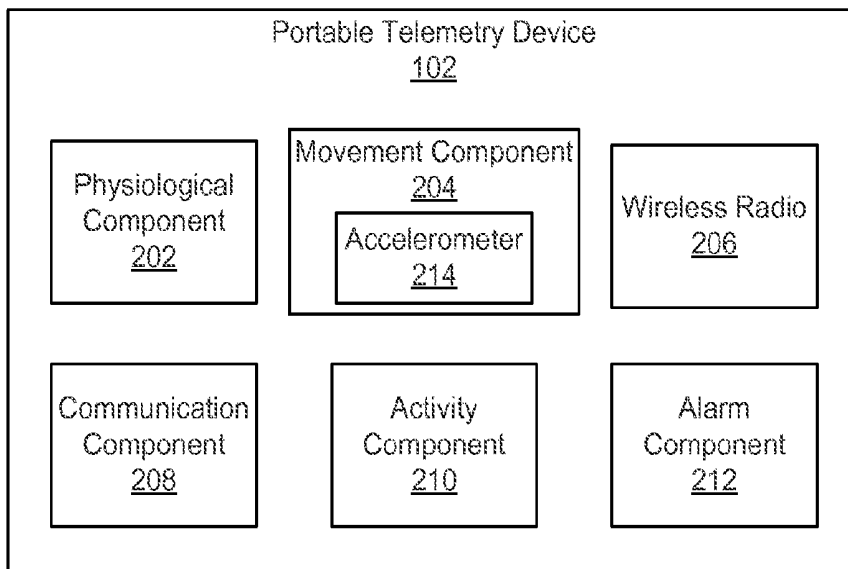 Portable Telemetry Device
102
Physiological
Component
202
Movement Component
204
Accelerometer
214
Wireless Radio
206
Communication
Component
208
Activity
Component
210
Alarm
Component
212